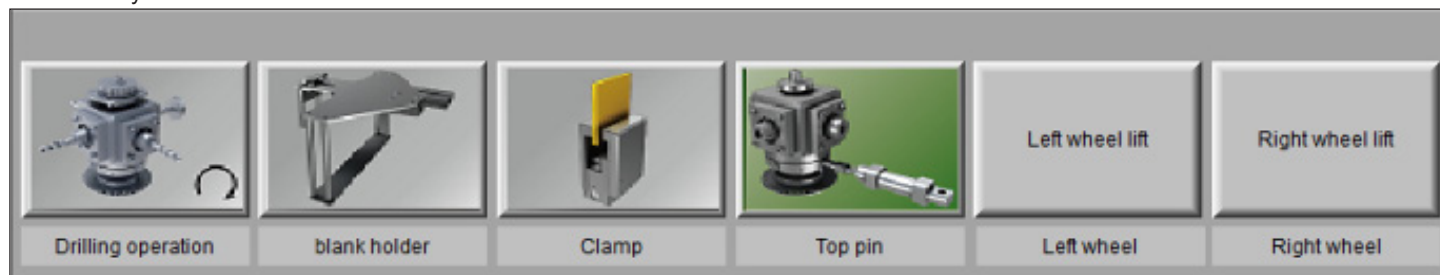 Left wheel lift
Right wheel lift
Drilling operation
blank holder
Clamp
Top pin
Left wheel
Right wheel